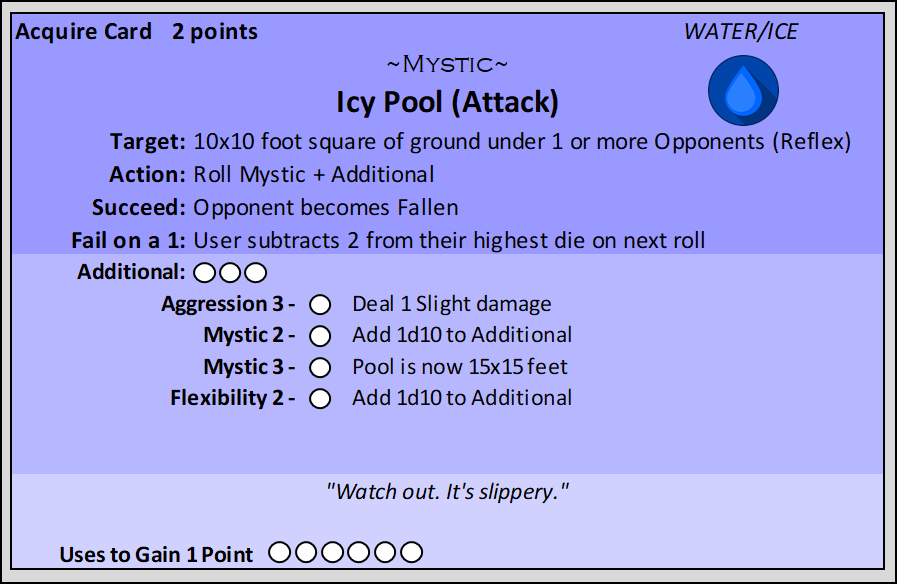 Acquire Card 2 points WATER/ICE
~Mystic~
Icy Pool (Attack)
Target: 10x10 foot square of ground under 1 or more Opponents (Reflex)
Action: Roll Mystic + Additional
Succeed: Opponent becomes Fallen
Fail on a 1: User subtracts 2 from their highest die on next roll
Additional:
Aggression 3 - Deal 1 Slight damage
Mystic 2 - Add 1d10 to Additional
Mystic 3 - Pool is now 15x15 feet
Flexibility 2 - Add 1d10 to Additional
"Watch out. It's slippery."
Uses to Gain 1 Point